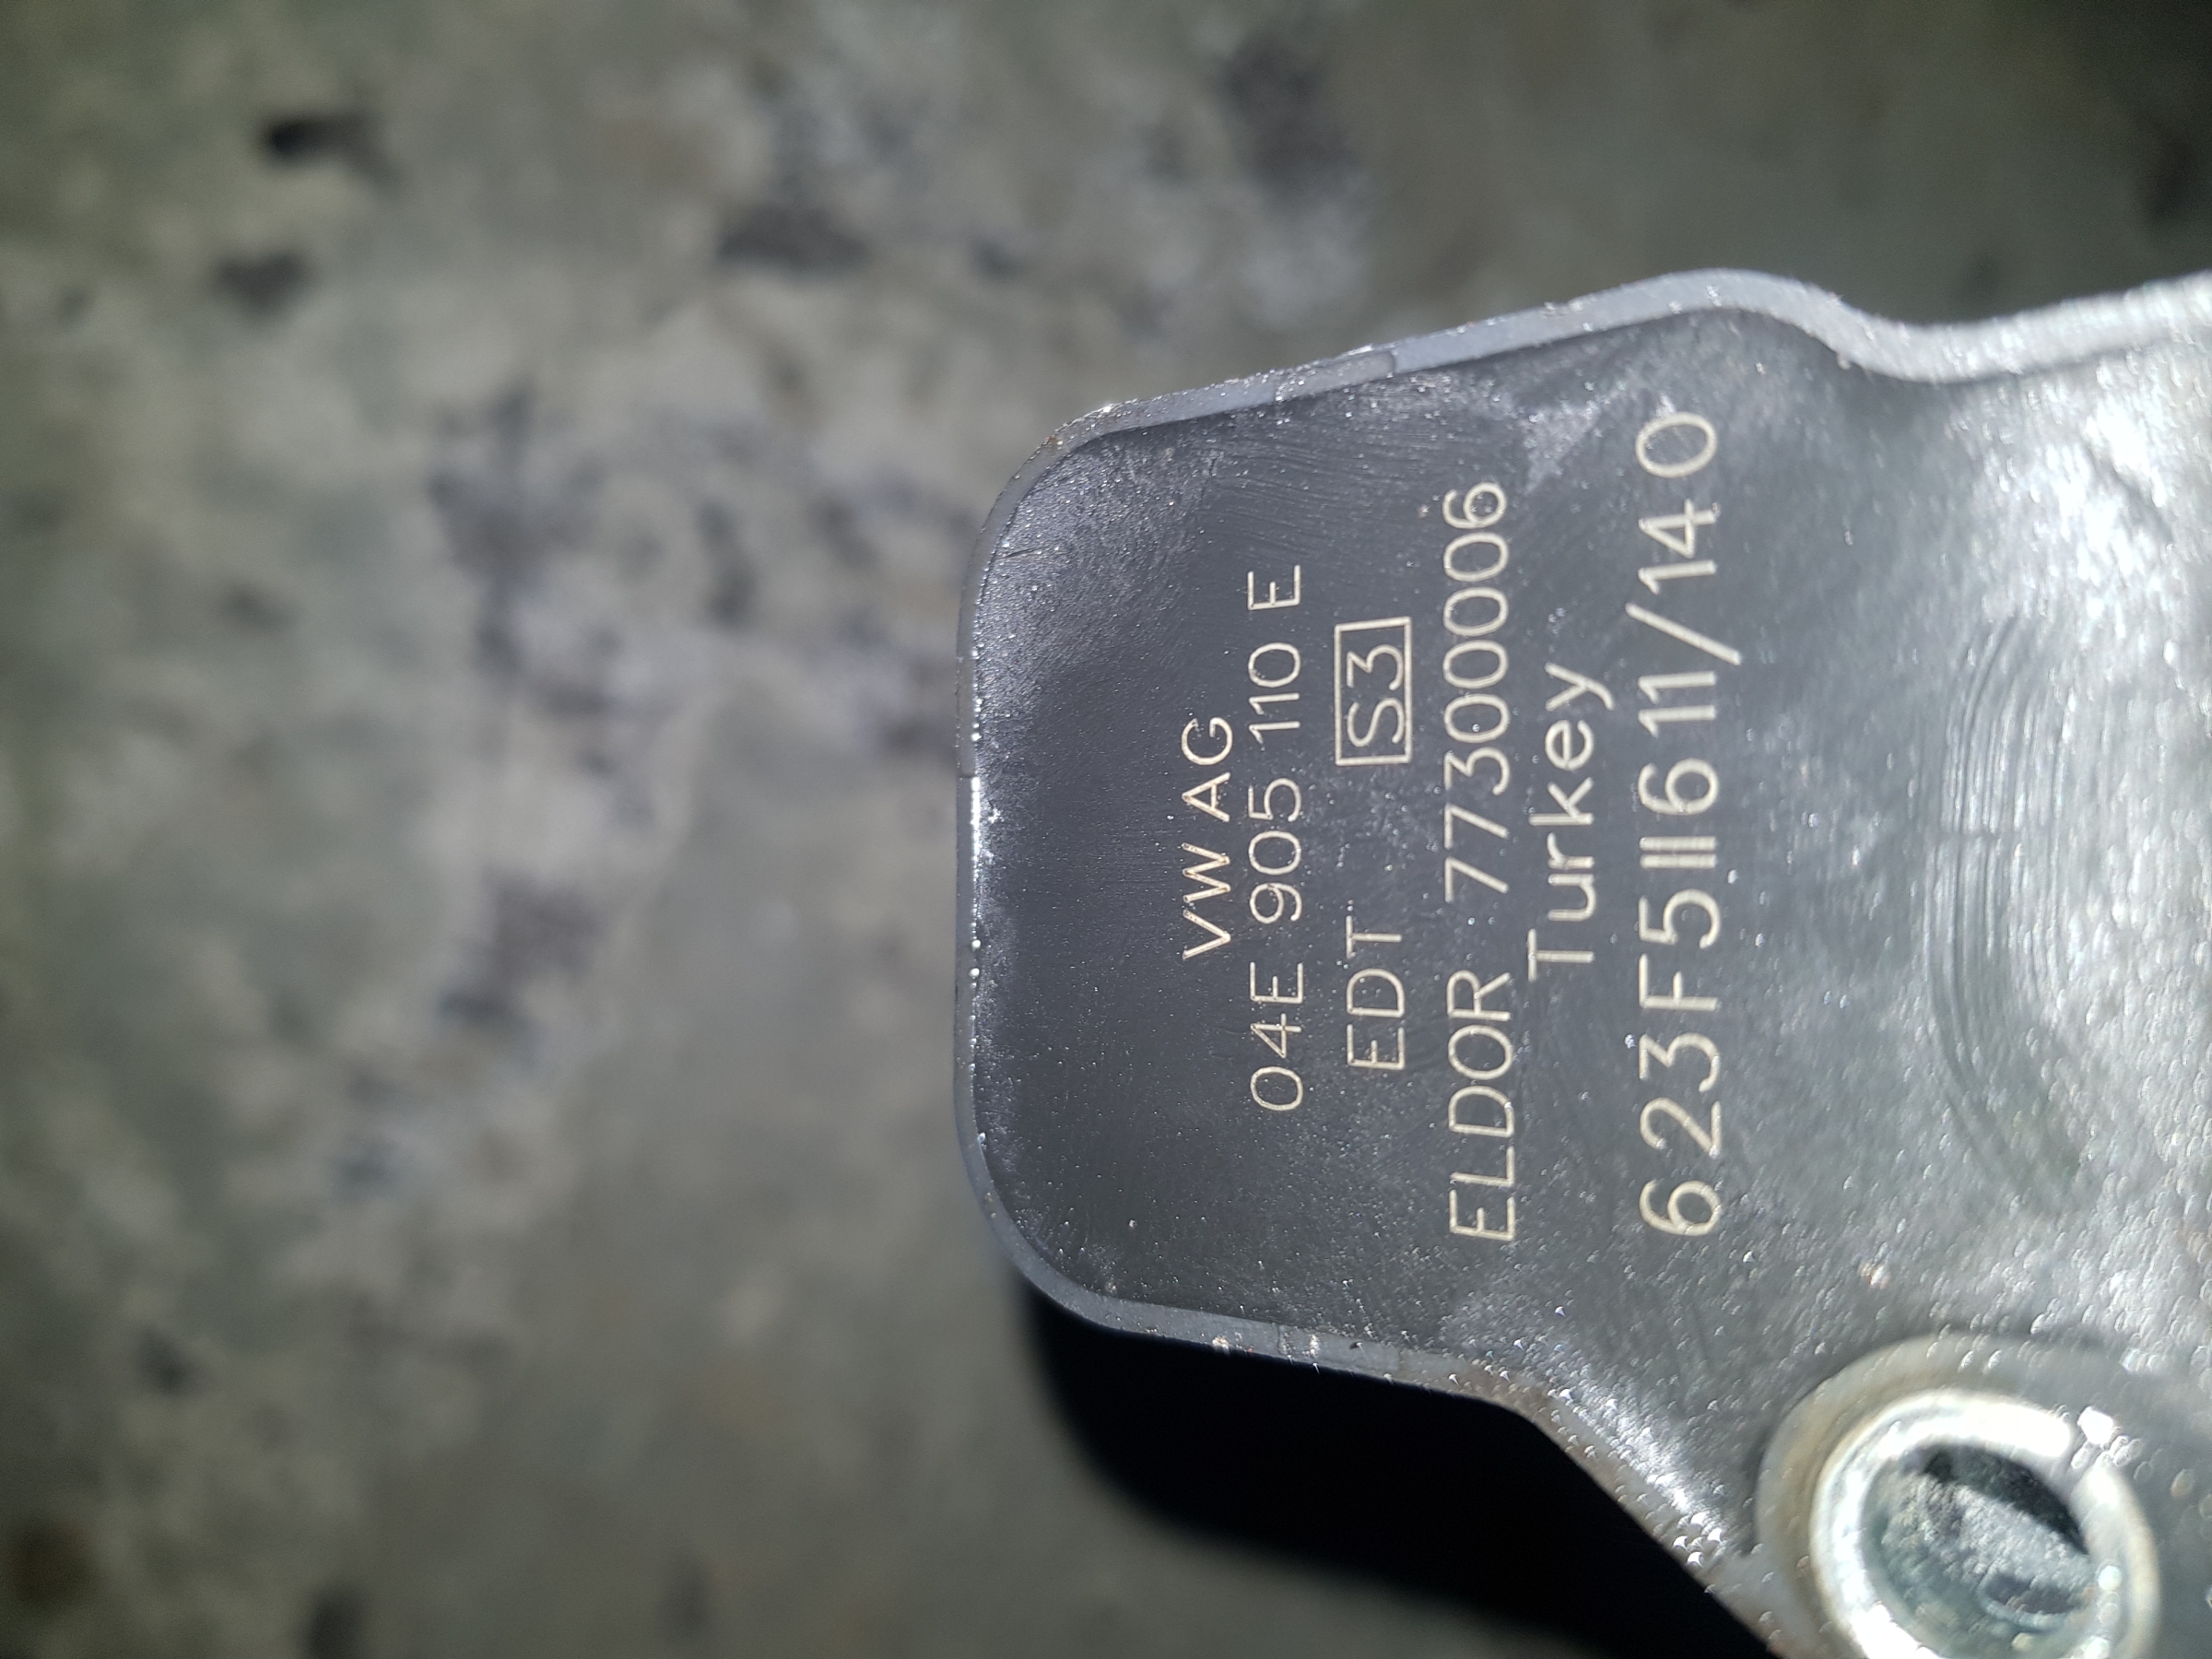 VW AG
04E 905 110 E
EDT S3
ELDOR 77300006
Turkey
623F5II611/140